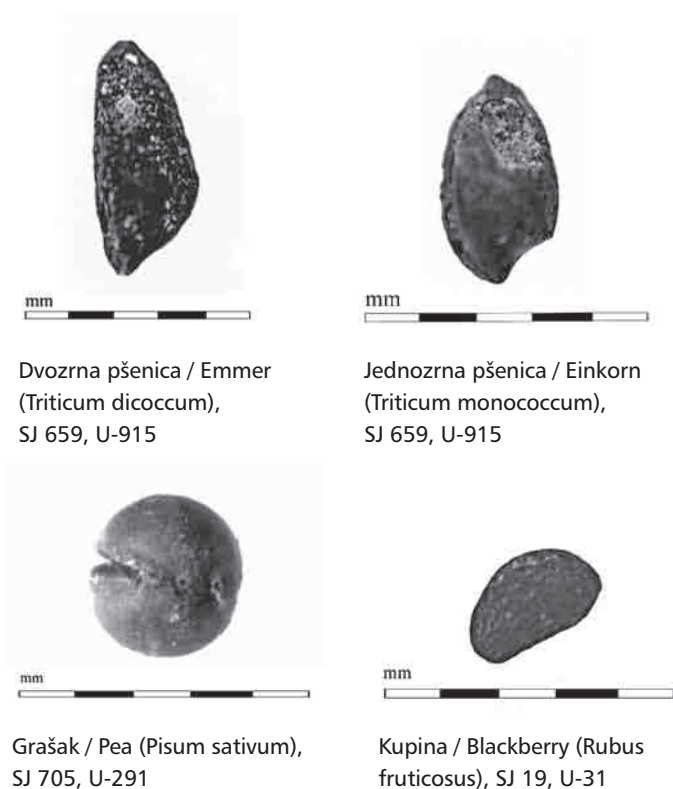 mm
mm
Dvozrna pšenica / Emmer
(Triticum dicoccum),
SJ 659, U-915
Jednozrna pšenica / Einkorn
(Triticum monococcum),
SJ 659, U-915
mm
mm
Grašak / Pea (Pisum sativum),
SJ 705, U-291
Kupina / Blackberry (Rubus
fruticosus), SJ 19, U-31